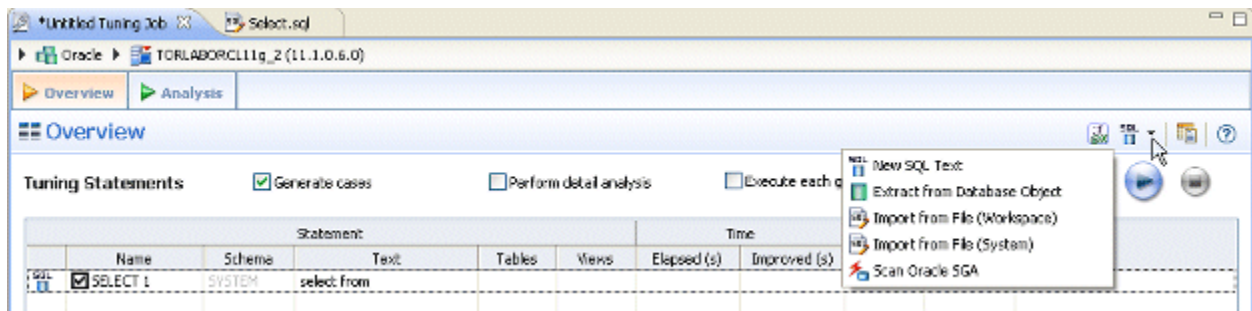 *Untitled Tuning Job Select.sql
Oracle TORLABORCL11g_2 (11.1.0.6.0)
Overview Analysis
Overview
Tuning Statements Generate cases Perform detail analysis Execute each g
New SQL Text
Extract from Database Object
Import from File (Workspace)
Import from File (System)
Scan Oracle SGA
Statement Time
Name Schema Text Tables Views Elapsed (s) Improved (s)
SELECT 1 SYSTEM select from